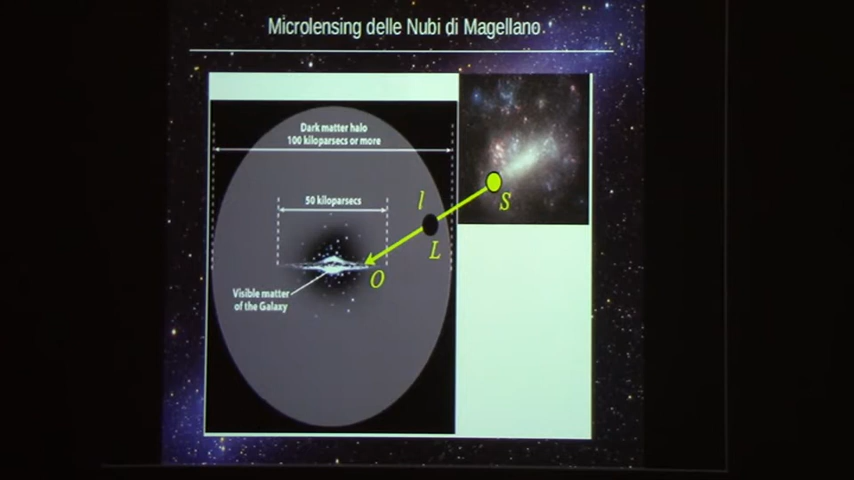 Microlensing delle Nubi di Magellano
Dark matter halo
100 kiloparsecs or more
50 kiloparsecs
l
S
L
O
Visible matter
of the Galaxy